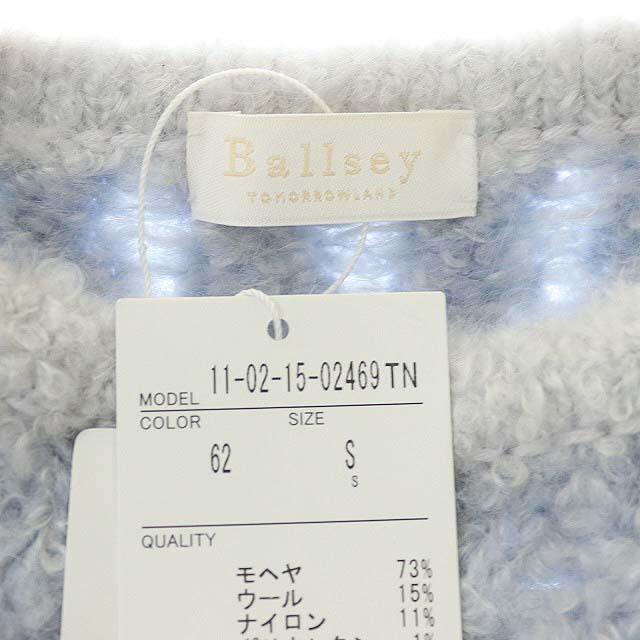 Ballsey
TOMORROWLAND
MODEL 11-02-15-02469 TN
COLOR SIZE
62 S
S
QUALITY
モヘヤ 73%
ウール 15%
ナイロン 11%
1%